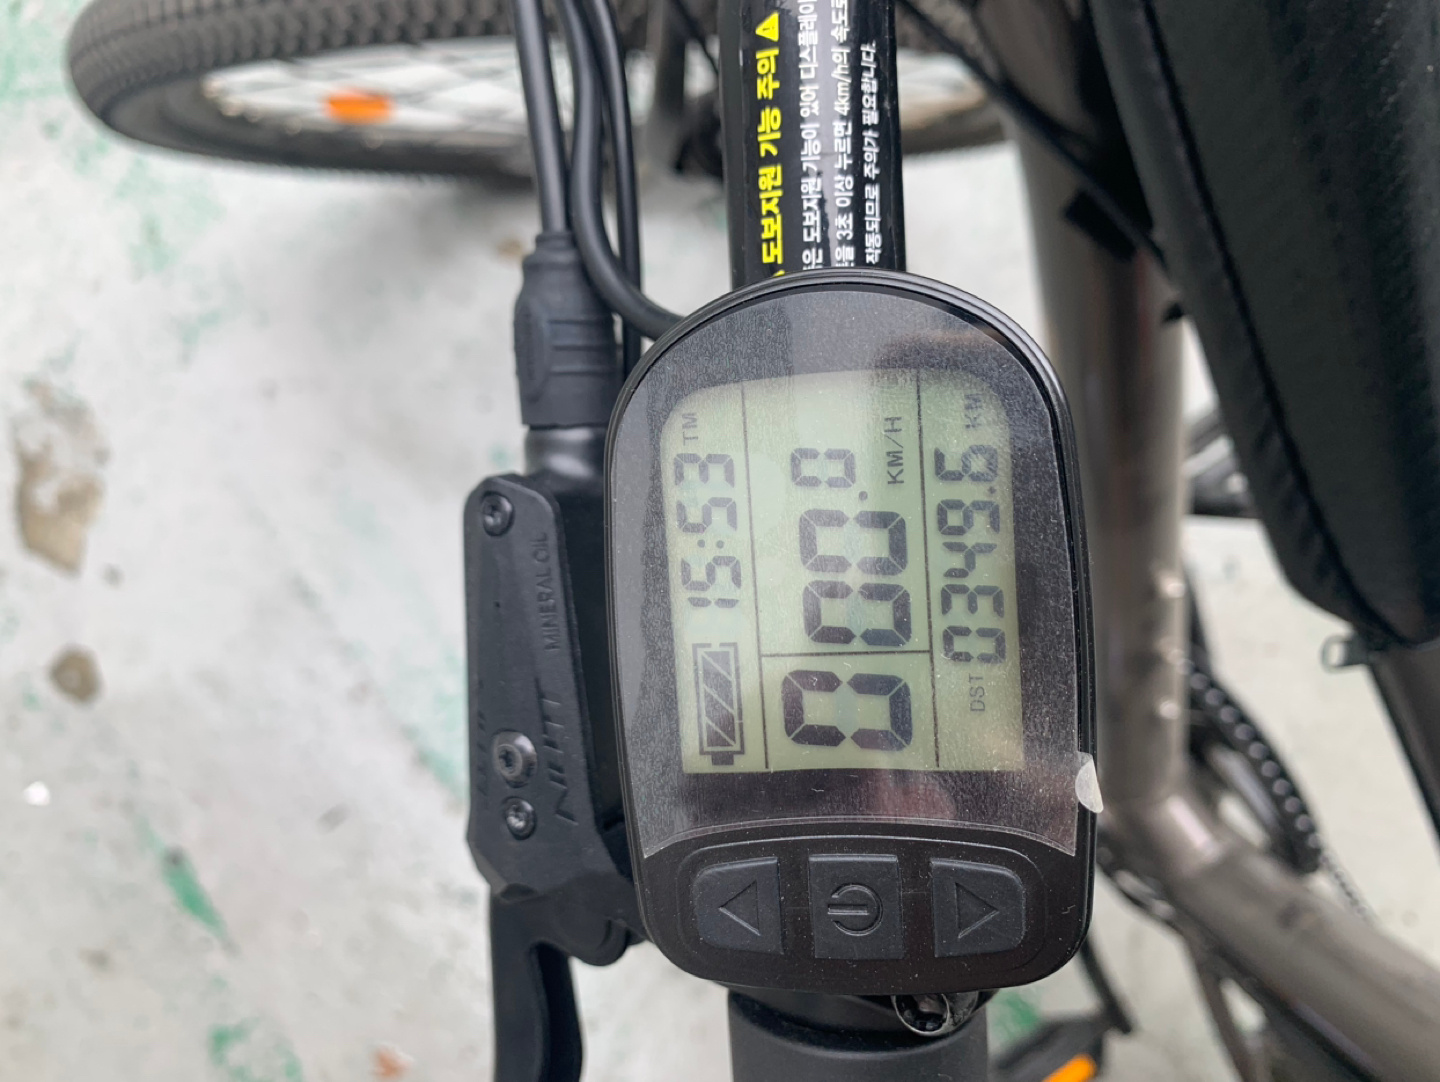 ⚠ 도보지원 기능 주의 ⚠
은 도보지원 기능이 있어 디스플레이
을 3초 이상 누르면 4km/h의 속도로
작동되므로 주의가 필요합니다.
15:53 TM
0
00.0 KM/H
DST 0349.6 KM
MINERAL OIL
NUTT